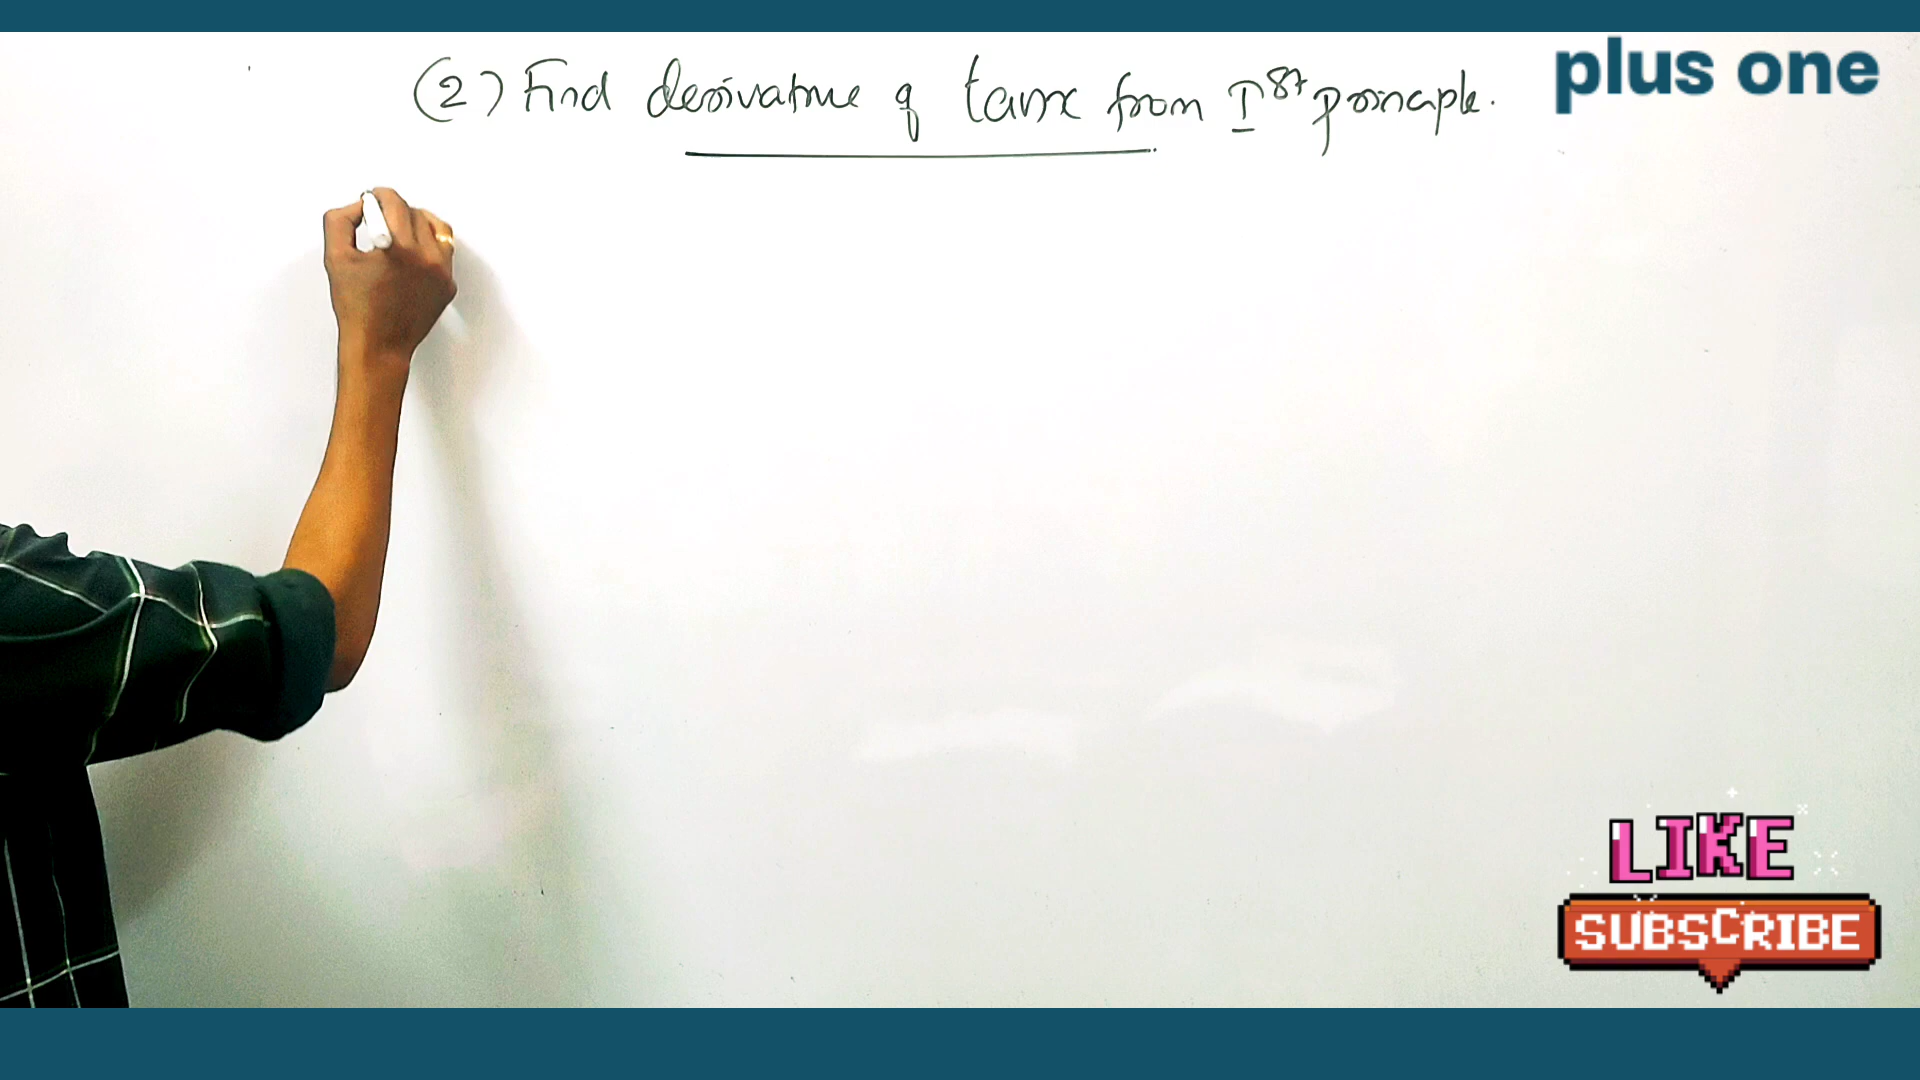 (2) Find derivative of tanx from Ist principle.
plus one
LIKE
SUBSCRIBE